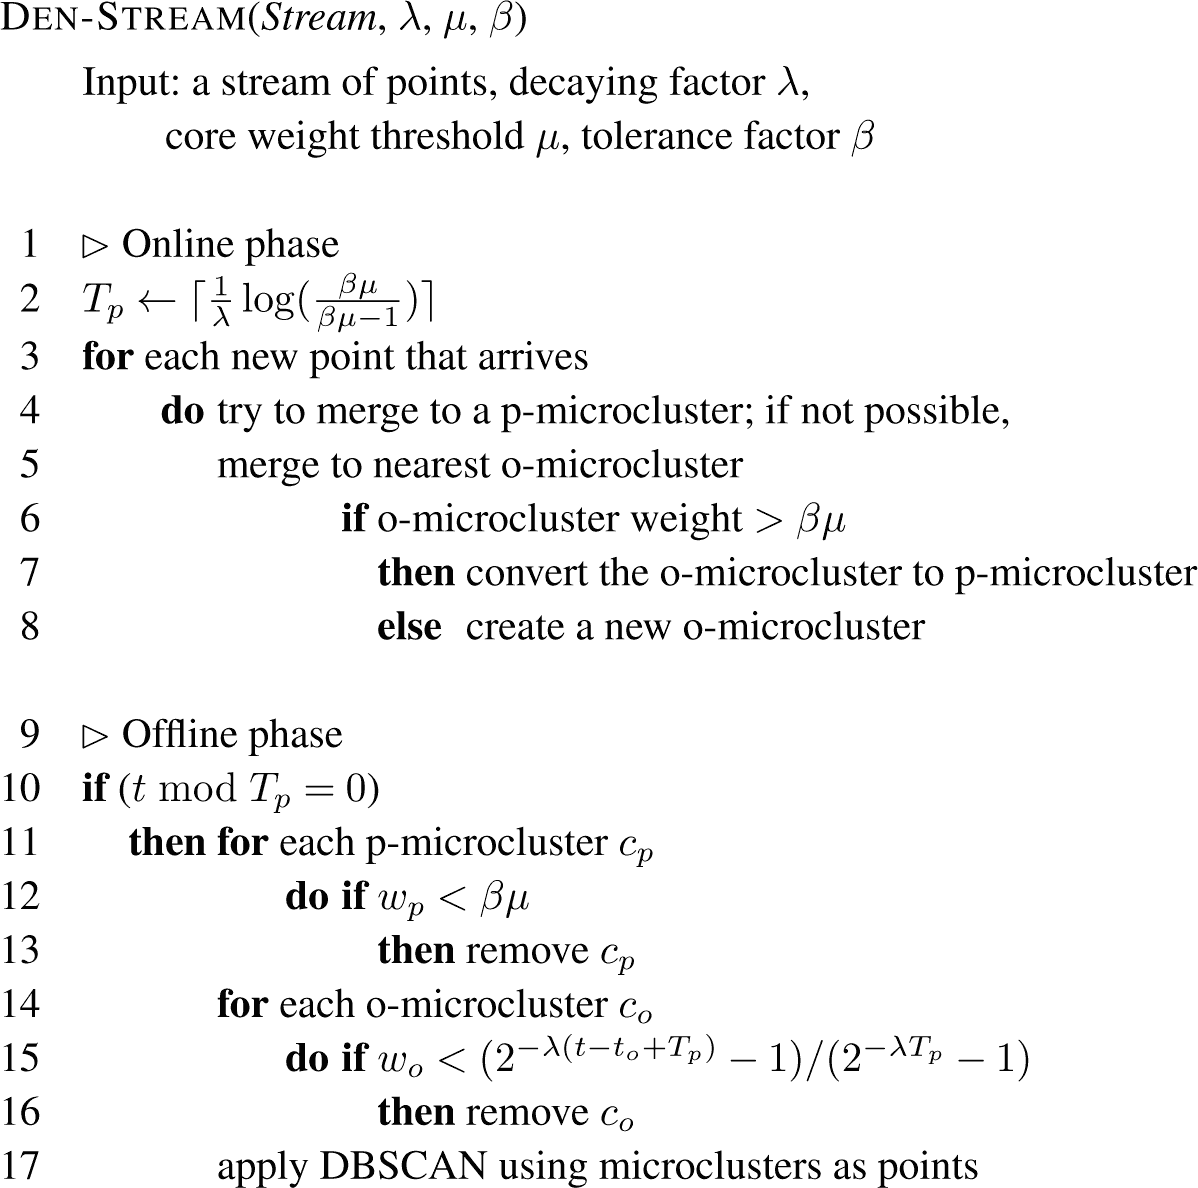 DEN-STREAM(Stream, λ, μ, β)
Input: a stream of points, decaying factor λ,
core weight threshold μ, tolerance factor β
1 ▷ Online phase
2 Tₚ ← ⌈1/λ log(βμ/(βμ−1))⌉
3 for each new point that arrives
4 do try to merge to a p-microcluster; if not possible,
5 merge to nearest o-microcluster
6 if o-microcluster weight > βμ
7 then convert the o-microcluster to p-microcluster
8 else create a new o-microcluster
9 ▷ Offline phase
10 if (t mod Tₚ = 0)
11 then for each p-microcluster cₚ
12 do if wₚ < βμ
13 then remove cₚ
14 for each o-microcluster cₒ
15 do if wₒ < (2^{−λ(t−tₒ+Tₚ)} − 1)/(2^{−λTₚ} − 1)
16 then remove cₒ
17 apply DBSCAN using microclusters as points